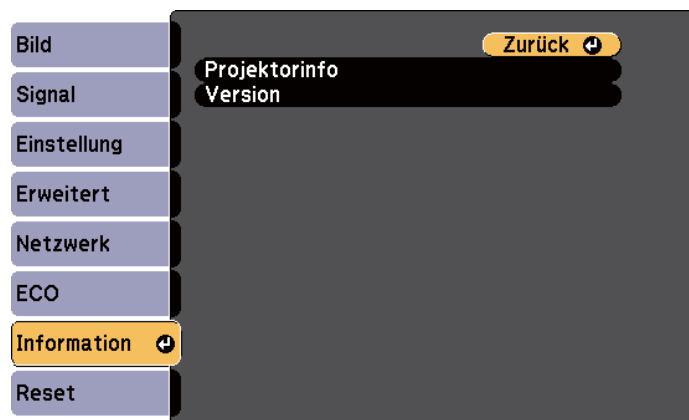 Bild
Signal
Einstellung
Erweitert
Netzwerk
ECO
Information
Reset
Zurück
Projektorinfo
Version